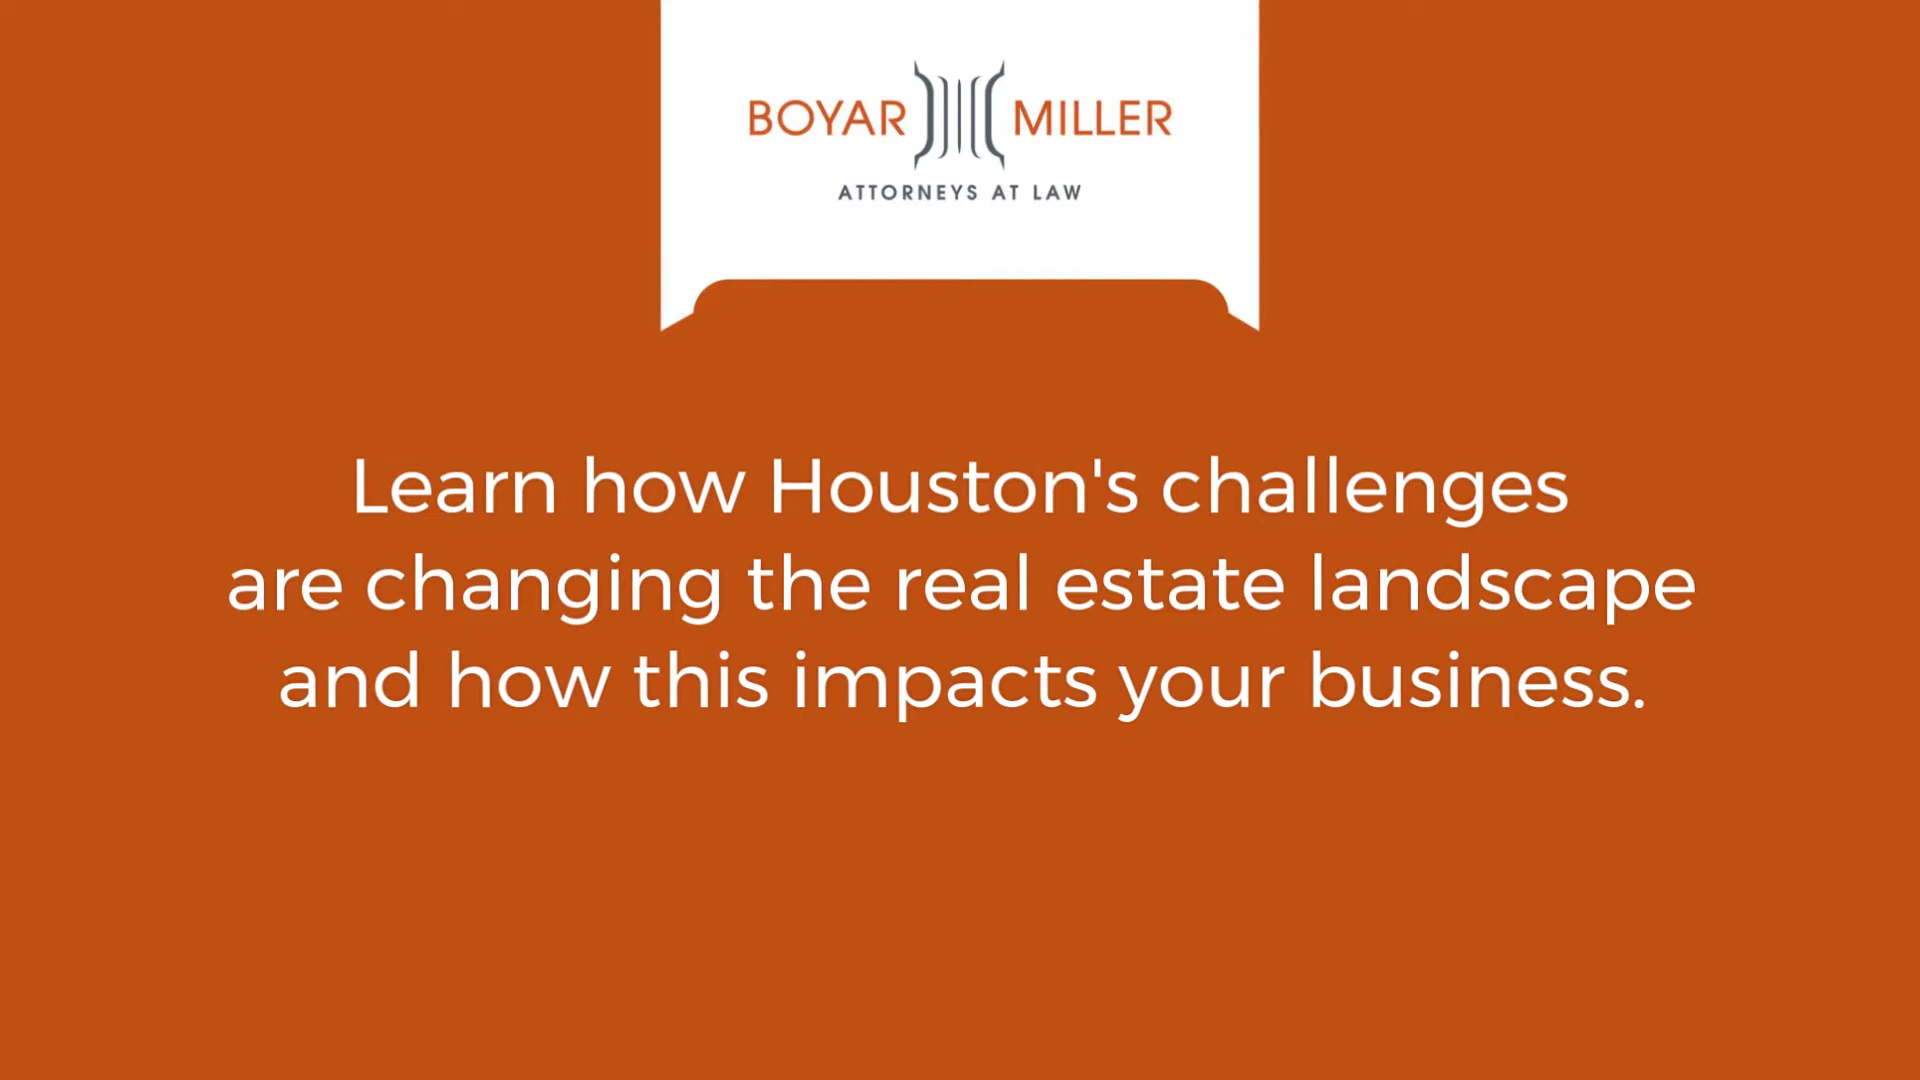 BOYAR MILLER
ATTORNEYS AT LAW
Learn how Houston's challenges
are changing the real estate landscape
and how this impacts your business.